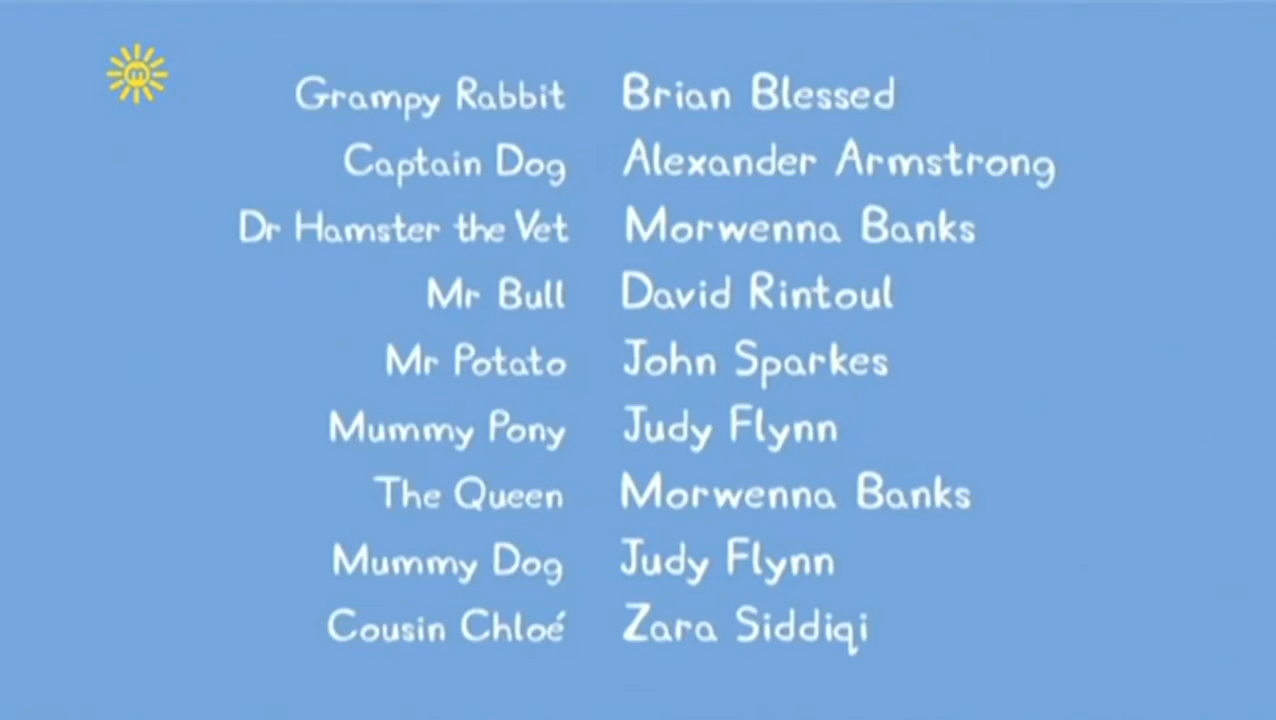 m
Grampy Rabbit Brian Blessed
Captain Dog Alexander Armstrong
Dr Hamster the Vet Morwenna Banks
Mr Bull David Rintoul
Mr Potato John Sparkes
Mummy Pony Judy Flynn
The Queen Morwenna Banks
Mummy Dog Judy Flynn
Cousin Chloé Zara Siddiqi